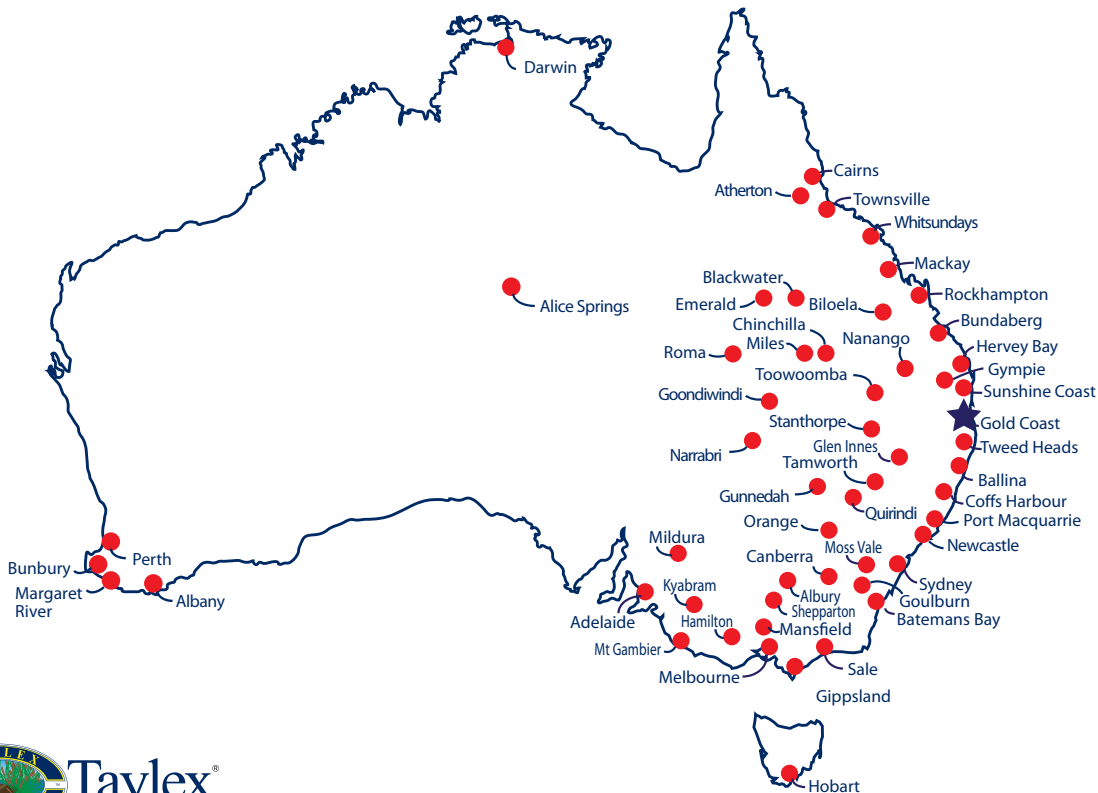 Darwin
Cairns
Atherton
Townsville
Whitsundays
Mackay
Blackwater
Alice Springs
Emerald
Biloela
Rockhampton
Chinchilla
Bundaberg
Miles
Nanango
Roma
Hervey Bay
Gympie
Toowoomba
Sunshine Coast
Goondiwindi
Stanthorpe
Gold Coast
Glen Innes
Tweed Heads
Narrabri
Tamworth
Ballina
Gunnedah
Coffs Harbour
Quirindi
Port Macquarrie
Orange
Mildura
Newcastle
Moss Vale
Canberra
Perth
Bunbury
Kyabram
Sydney
Margaret
River
Albany
Albury
Goulburn
Shepparton
Adelaide
Hamilton
Batemans Bay
Mansfield
Mt Gambier
Melbourne
Sale
Gippsland
LEX
Taylex®
Hobart